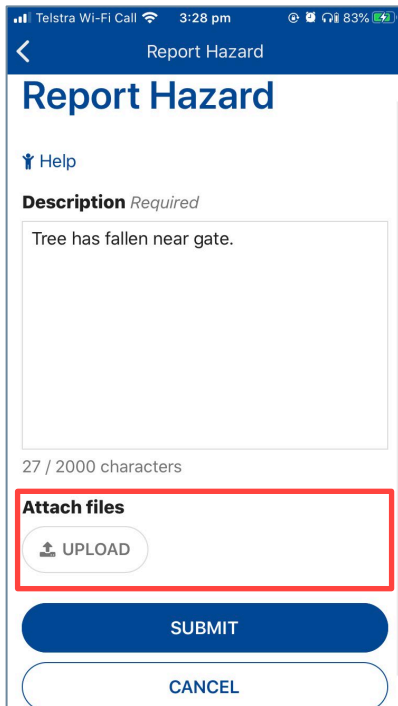 Telstra Wi-Fi Call 3:28 pm 83%
Report Hazard
Report Hazard
Help
Description Required
Tree has fallen near gate.
27 / 2000 characters
Attach files
UPLOAD
SUBMIT
CANCEL